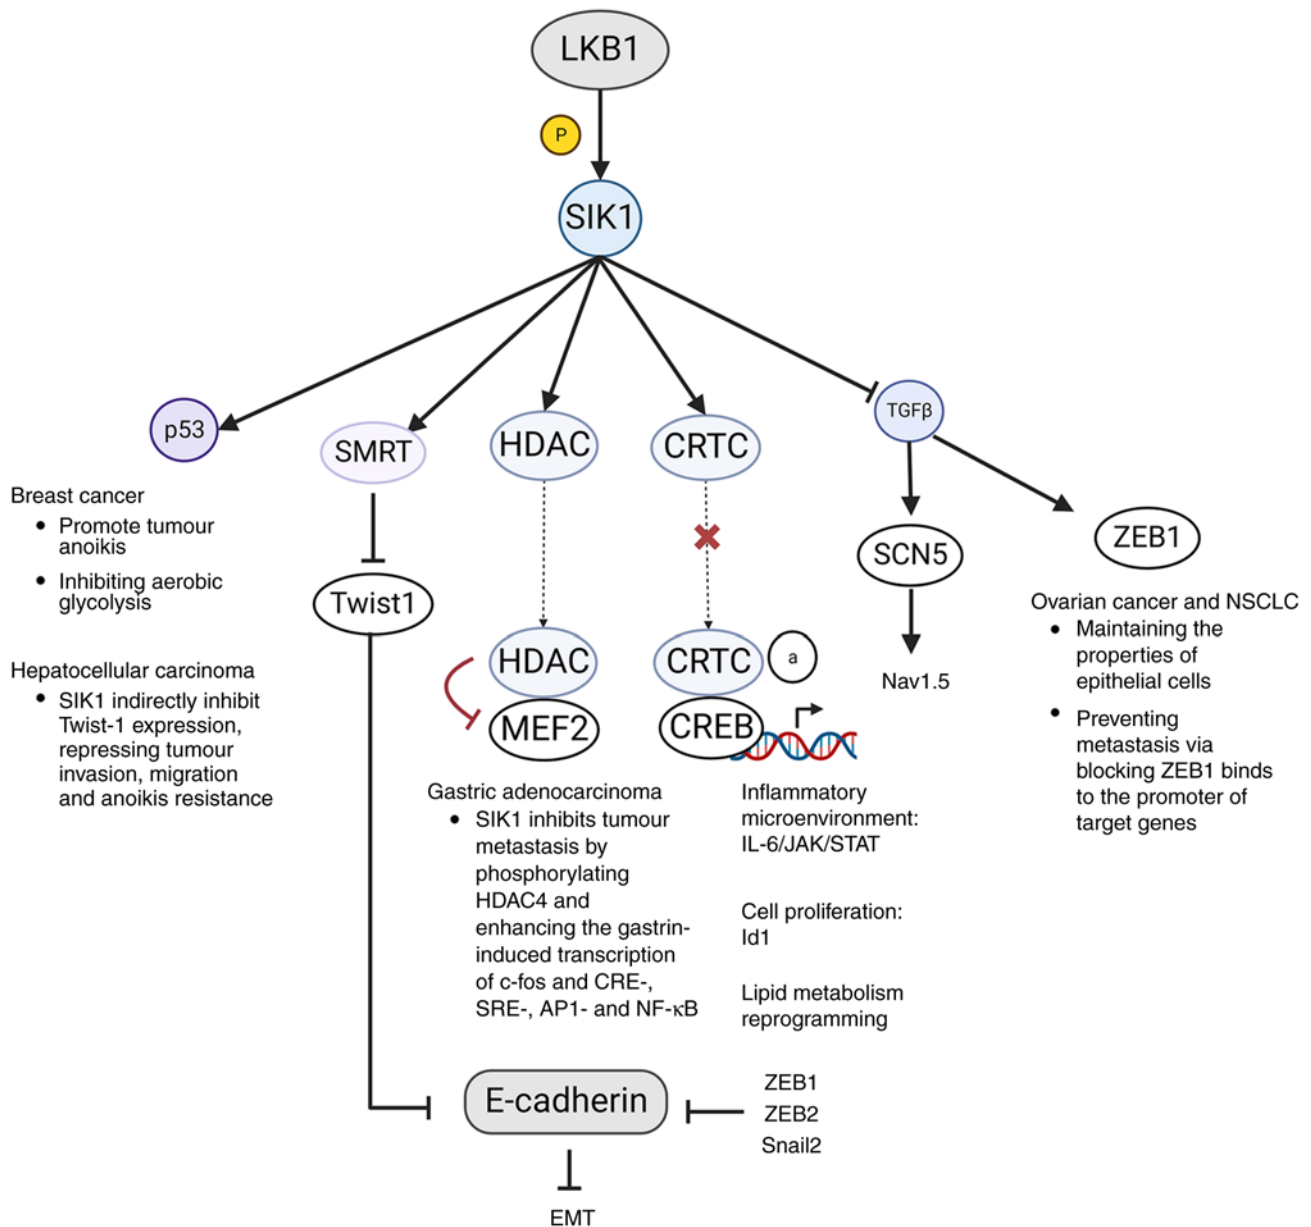 LKB1
P
SIK1
p53
SMRT
HDAC
CRTC
TGFβ
Breast cancer
• Promote tumour
anoikis
• Inhibiting aerobic
glycolysis
Hepatocellular carcinoma
• SIK1 indirectly inhibit
Twist-1 expression,
repressing tumour
invasion, migration
and anoikis resistance
Twist1
HDAC
MEF2
Gastric adenocarcinoma
• SIK1 inhibits tumour
metastasis by
phosphorylating
HDAC4 and
enhancing the gastrin-
induced transcription
of c-fos and CRE-,
SRE-, AP1- and NF-κB
CRTC
a
CREB
Inflammatory
microenvironment:
IL-6/JAK/STAT
Cell proliferation:
Id1
Lipid metabolism
reprogramming
SCN5
Nav1.5
ZEB1
Ovarian cancer and NSCLC
• Maintaining the
properties of
epithelial cells
• Preventing
metastasis via
blocking ZEB1 binds
to the promoter of
target genes
E-cadherin
ZEB1
ZEB2
Snail2
EMT